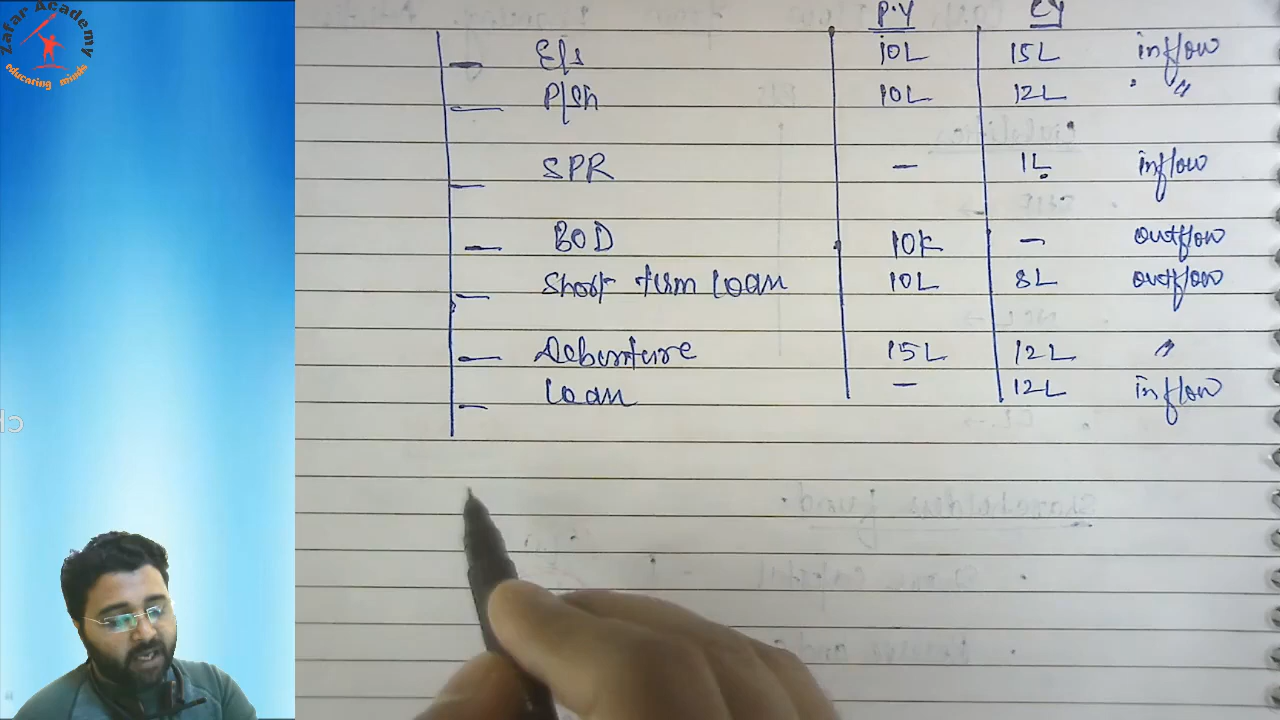 Zafar Academy
educating minds
P.Y CY
E/s 10L 15L inflow
P/Sh 10L 12L " "
SPR - 1L inflow
BOD 10K - outflow
Short term loan 10L 8L outflow
Debenture 15L 12L "
loan - 12L inflow